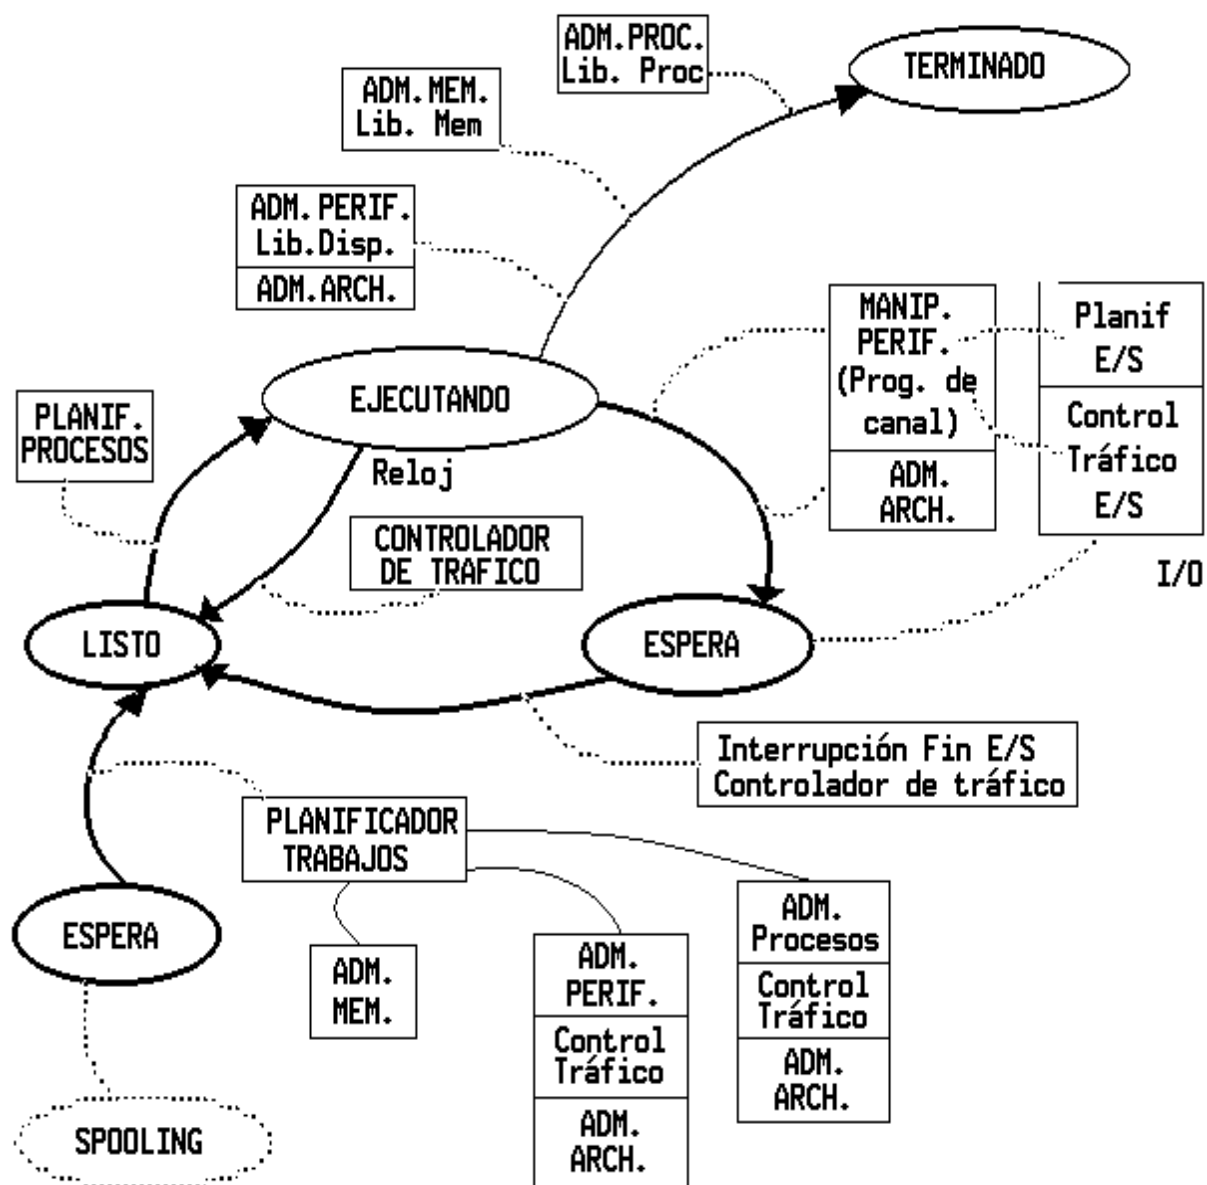 ADM.PROC.
Lib. Proc
TERMINADO
ADM.MEM.
Lib. Mem
ADM.PERIF.
Lib.Disp.
ADM.ARCH.
MANIP.
PERIF.
(Prog. de
canal)
ADM.
ARCH.
Planif
E/S
Control
Tráfico
E/S
I/O
EJECUTANDO
Reloj
PLANIF.
PROCESOS
CONTROLADOR
DE TRAFICO
LISTO
ESPERA
Interrupción Fin E/S
Controlador de tráfico
PLANIFICADOR
TRABAJOS
ESPERA
ADM.
MEM.
ADM.
PERIF.
Control
Tráfico
ADM.
ARCH.
ADM.
Procesos
Control
Tráfico
ADM.
ARCH.
SPOOLING